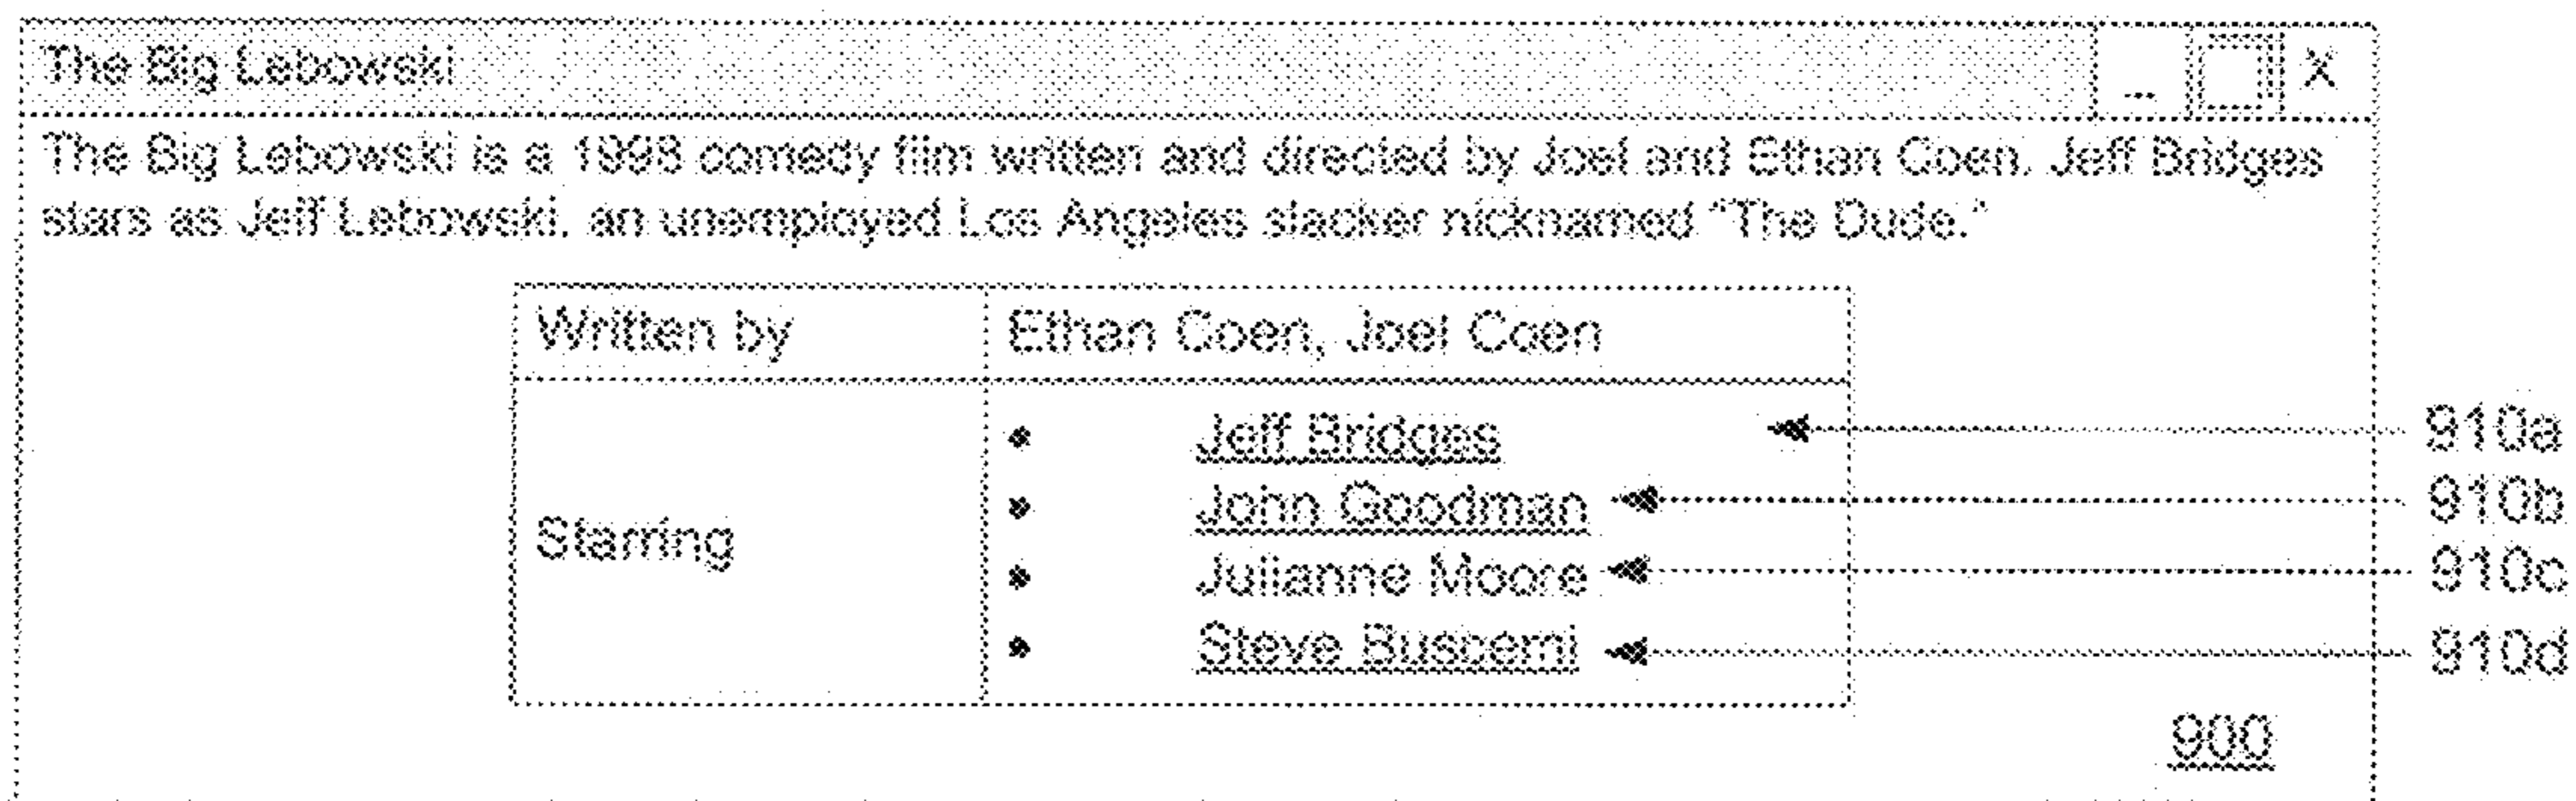 The Big Lebowski _ X
The Big Lebowski is a 1998 comedy film written and directed by Joel and Ethan Coen. Jeff Bridges
stars as Jeff Lebowski, an unemployed Los Angeles slacker nicknamed "The Dude."
Written by Ethan Coen, Joel Coen
• Jeff Bridges 910a
• John Goodman 910b
Starring
• Julianne Moore 910c
• Steve Buscemi 910d
900